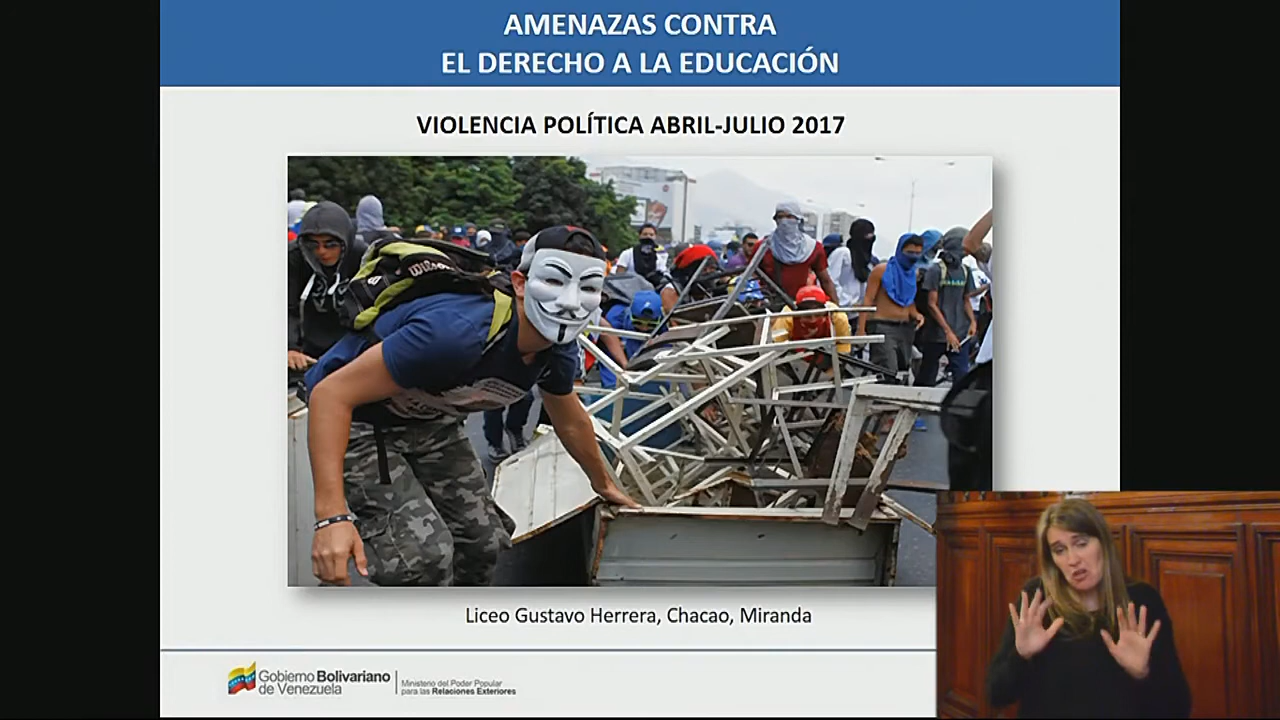 AMENAZAS CONTRA
EL DERECHO A LA EDUCACIÓN
VIOLENCIA POLÍTICA ABRIL-JULIO 2017
Wilson
Liceo Gustavo Herrera, Chacao, Miranda
Gobierno Bolivariano
de Venezuela
Ministerio del Poder Popular
para las Relaciones Exteriores